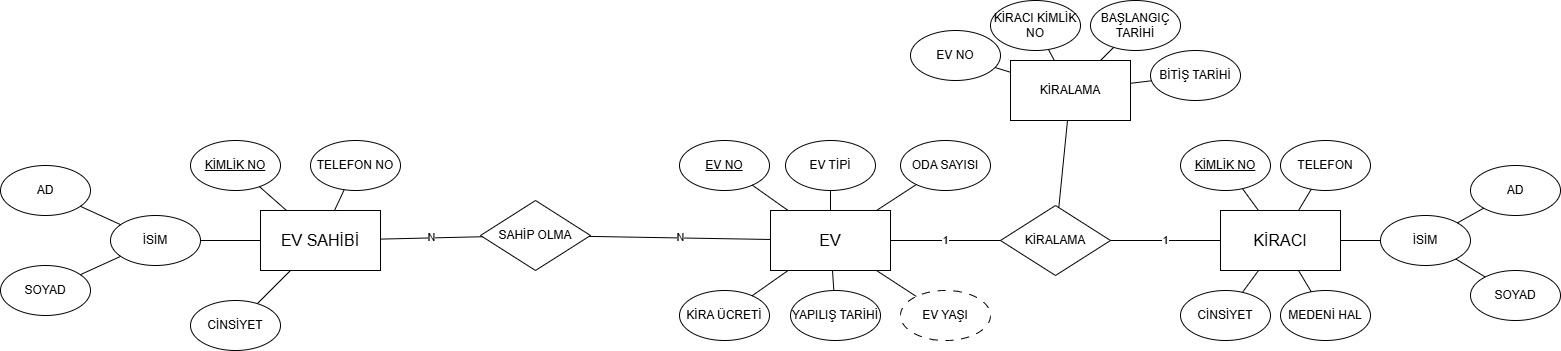 KİRACI KİMLİK
NO
BAŞLANGIÇ
TARİHİ
EV NO
BİTİŞ TARİHİ
KİRALAMA
KİMLİK NO
TELEFON NO
EV NO
EV TİPİ
ODA SAYISI
KİMLİK NO
TELEFON
AD
AD
İSİM
EV SAHİBİ
N
SAHİP OLMA
N
EV
1
KİRALAMA
1
KİRACI
İSİM
SOYAD
SOYAD
CİNSİYET
KİRA ÜCRETİ
YAPILIŞ TARİHİ
EV YAŞI
CİNSİYET
MEDENİ HAL